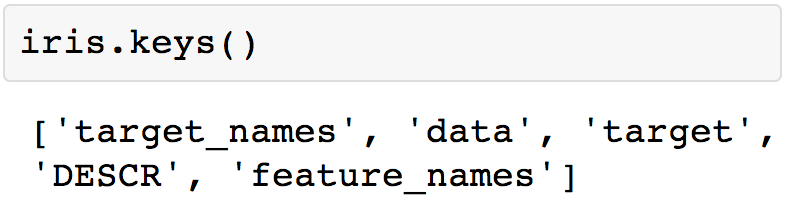 iris.keys()
['target_names', 'data', 'target',
'DESCR', 'feature_names']